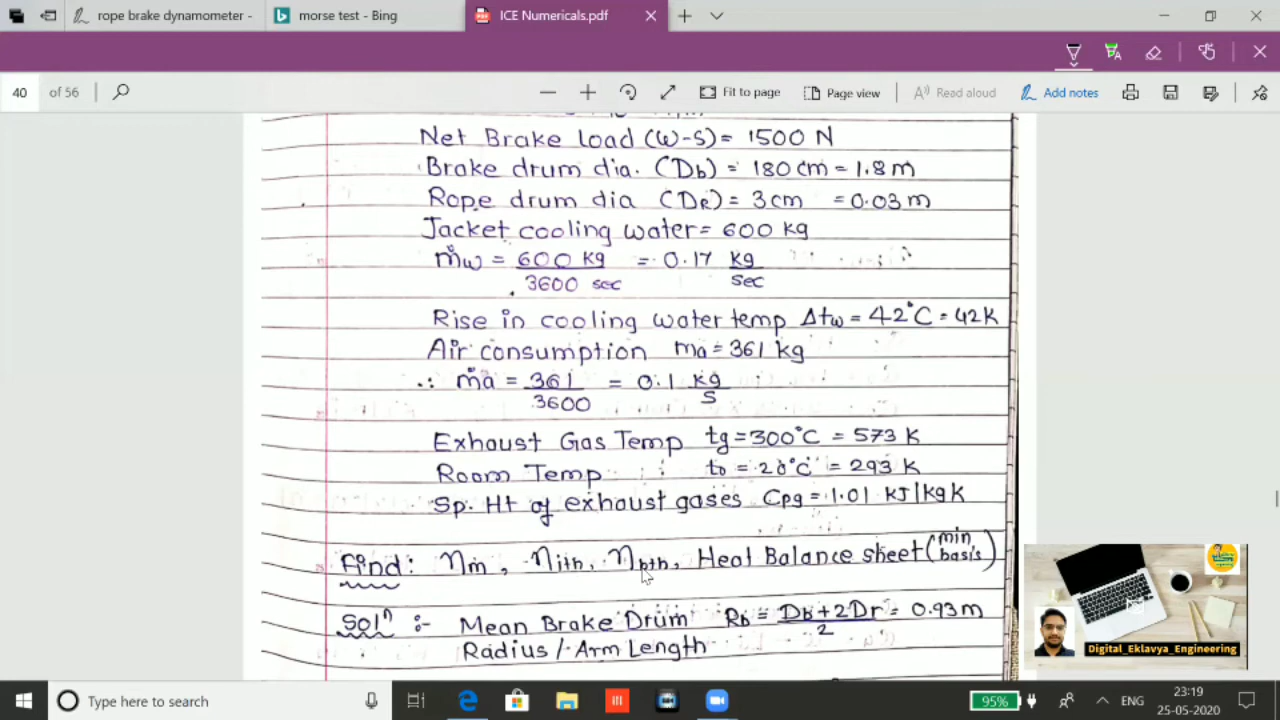 rope brake dynamometer -
morse test - Bing
ICE Numericals.pdf
40 of 56
Fit to page
Page view
Read aloud
Add notes
Net Brake load (W-S) = 1500 N
Brake drum dia. (Db) = 180 cm = 1.8 m
Rope drum dia (DR) = 3 cm = 0.03 m
Jacket cooling water = 600 kg
ṁw = 600 kg / 3600 sec = 0.17 kg/sec
Rise in cooling water temp Δtw = 42°C = 42K
Air consumption ma = 361 kg
∴ ṁa = 361 / 3600 = 0.1 kg/s
Exhaust Gas Temp tg = 300°C = 573 K
Room Temp to = 20°C = 293 K
Sp. Ht of exhaust gases Cpg = 1.01 kJ/kg K
Find: ηm, ηith, ηbth, Heat Balance sheet (min basis)
Solⁿ :- Mean Brake Drum Rb = Db+2Dr / 2 = 0.93 m
Radius / Arm Length
Digital_Eklavya_Engineering
Type here to search
95%
ENG
23:19
25-05-2020